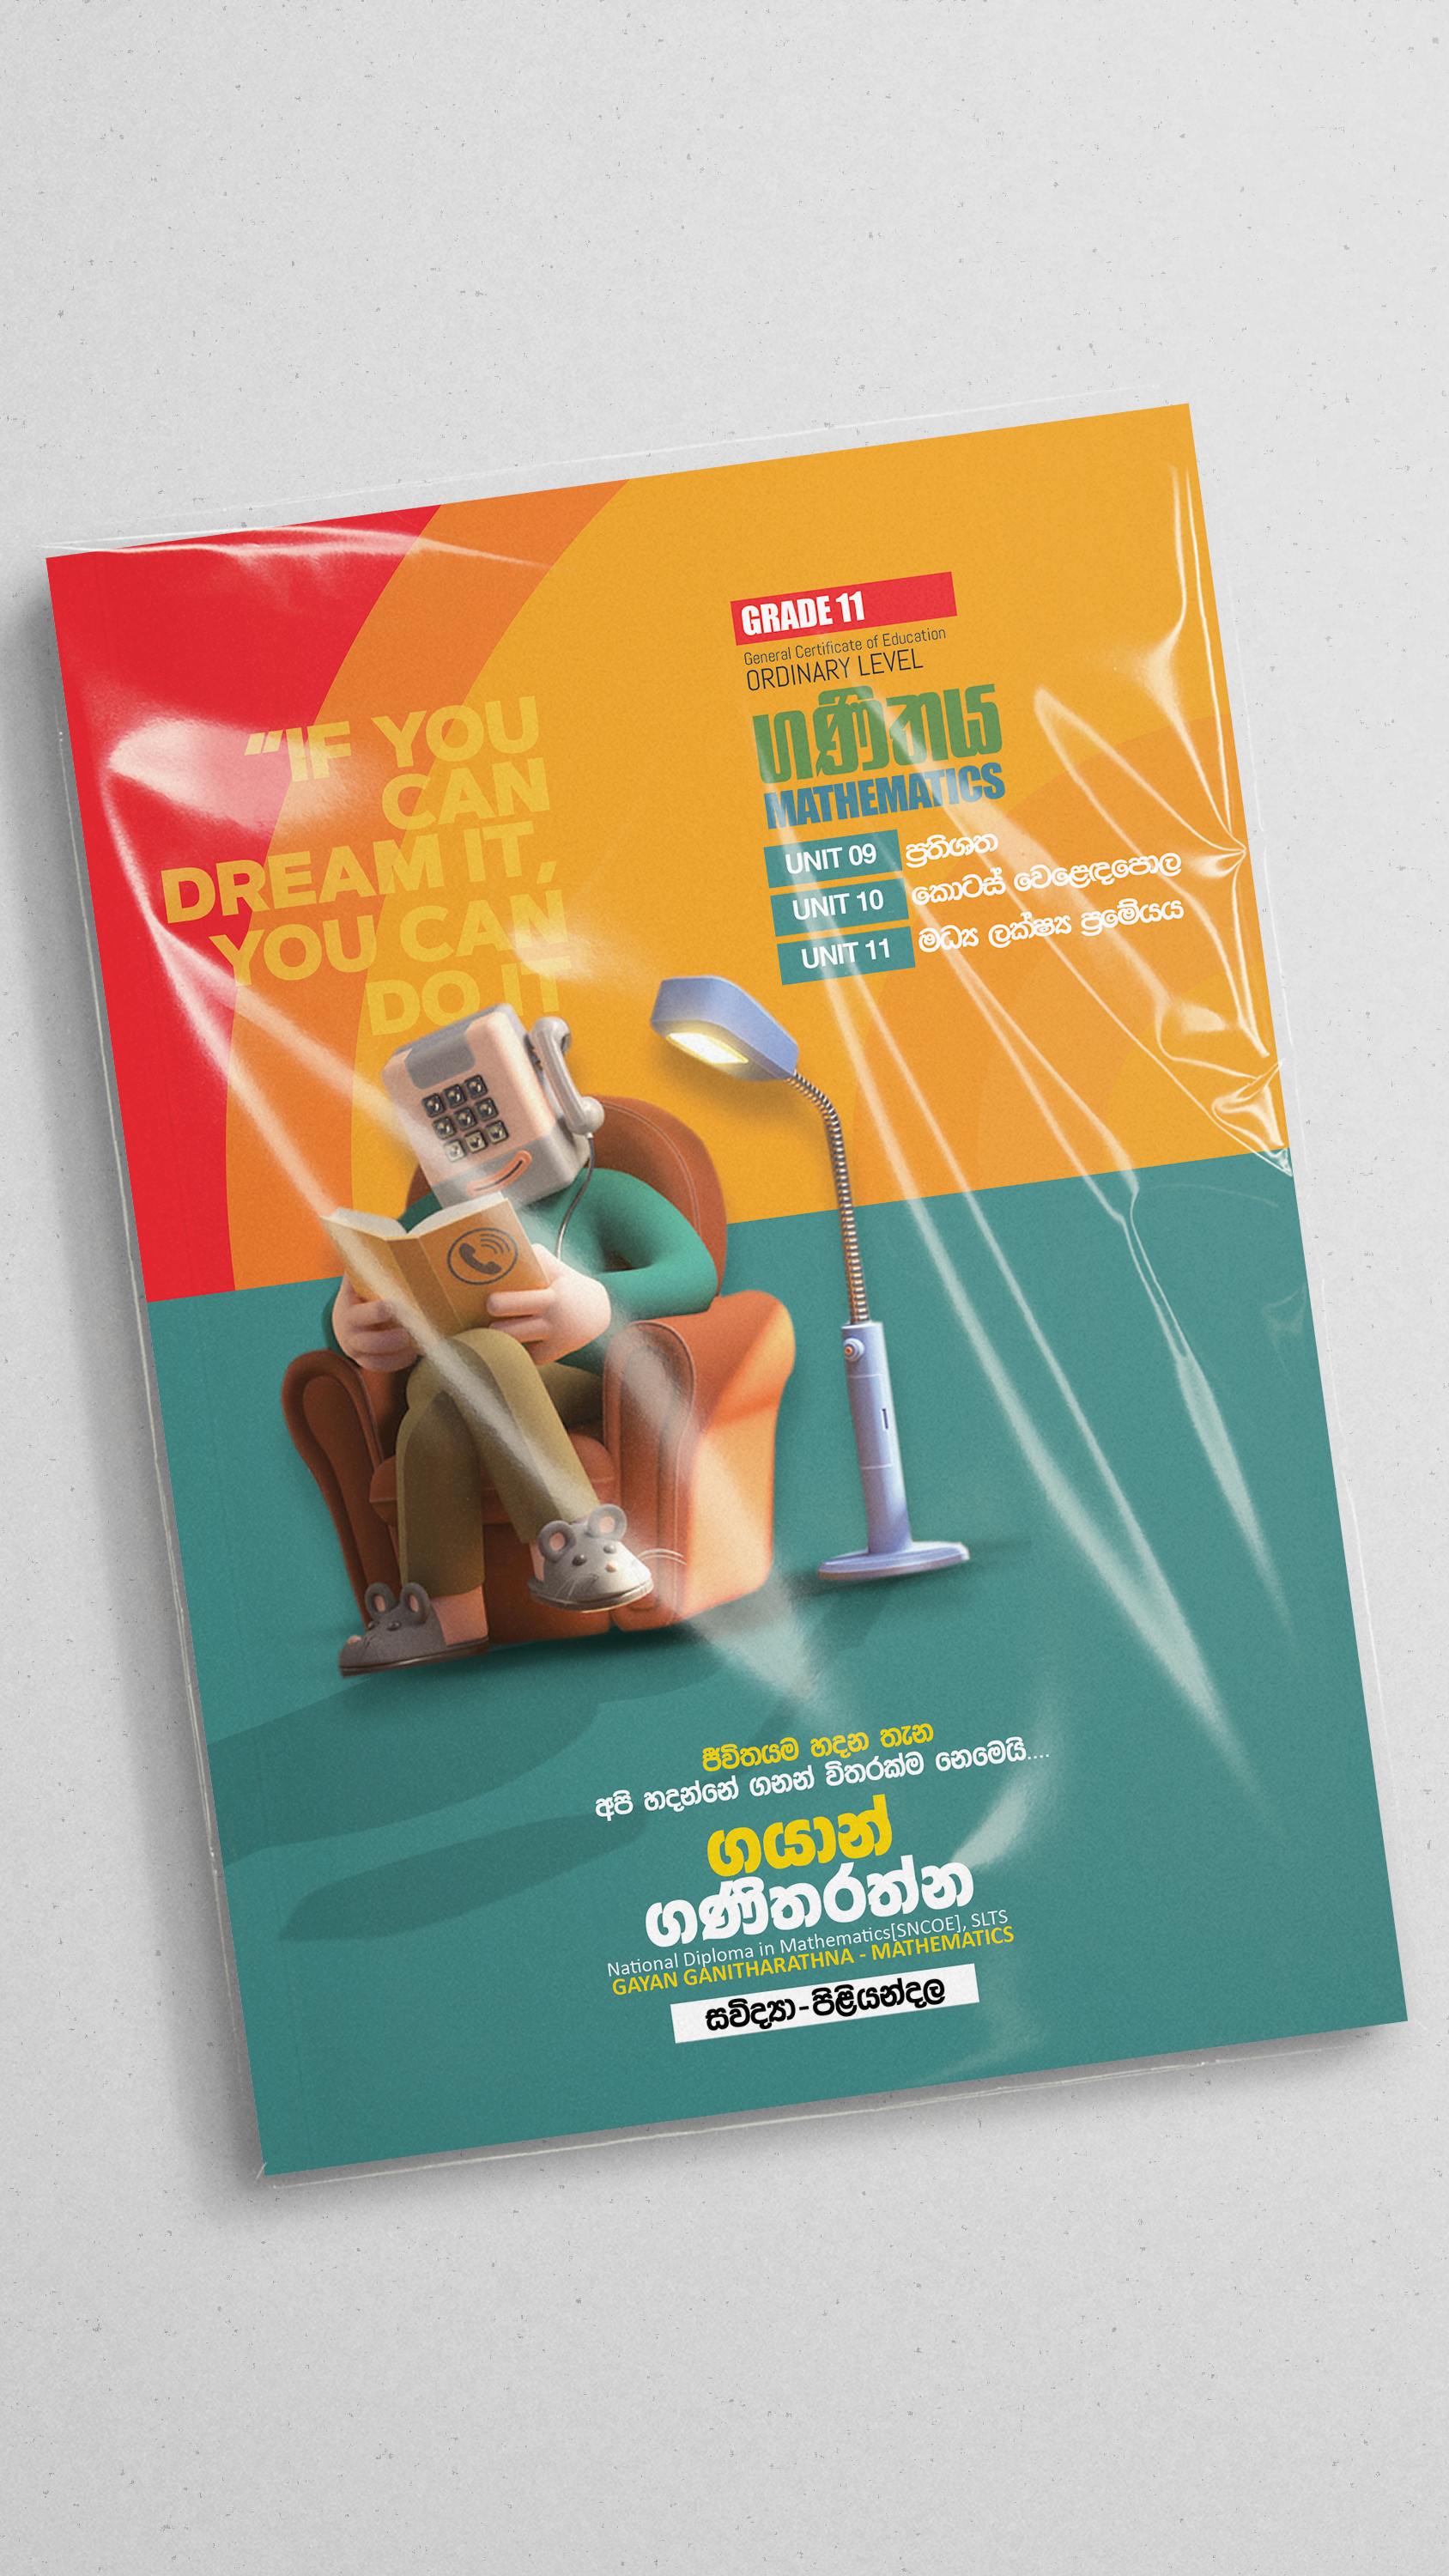 “IF YOU
CAN
DREAM IT,
YOU CAN
DO IT
GRADE 11
General Certificate of Education
ORDINARY LEVEL
ගණිතය
MATHEMATICS
UNIT 09 ප්‍රතිශත
UNIT 10 කොටස් වෙළෙඳපොල
UNIT 11 මධ්‍ය ලක්ෂ්‍ය ප්‍රමේයය
ජීවිතයම හදන තැන
අපි හදන්නේ ගනන් විතරක්ම නෙමෙයි....
ගයාන්
ගණිතරත්න
National Diploma in Mathematics[SNCOE], SLTS
GAYAN GANITHARATHNA - MATHEMATICS
සවිද්‍යා - පිළියන්දල